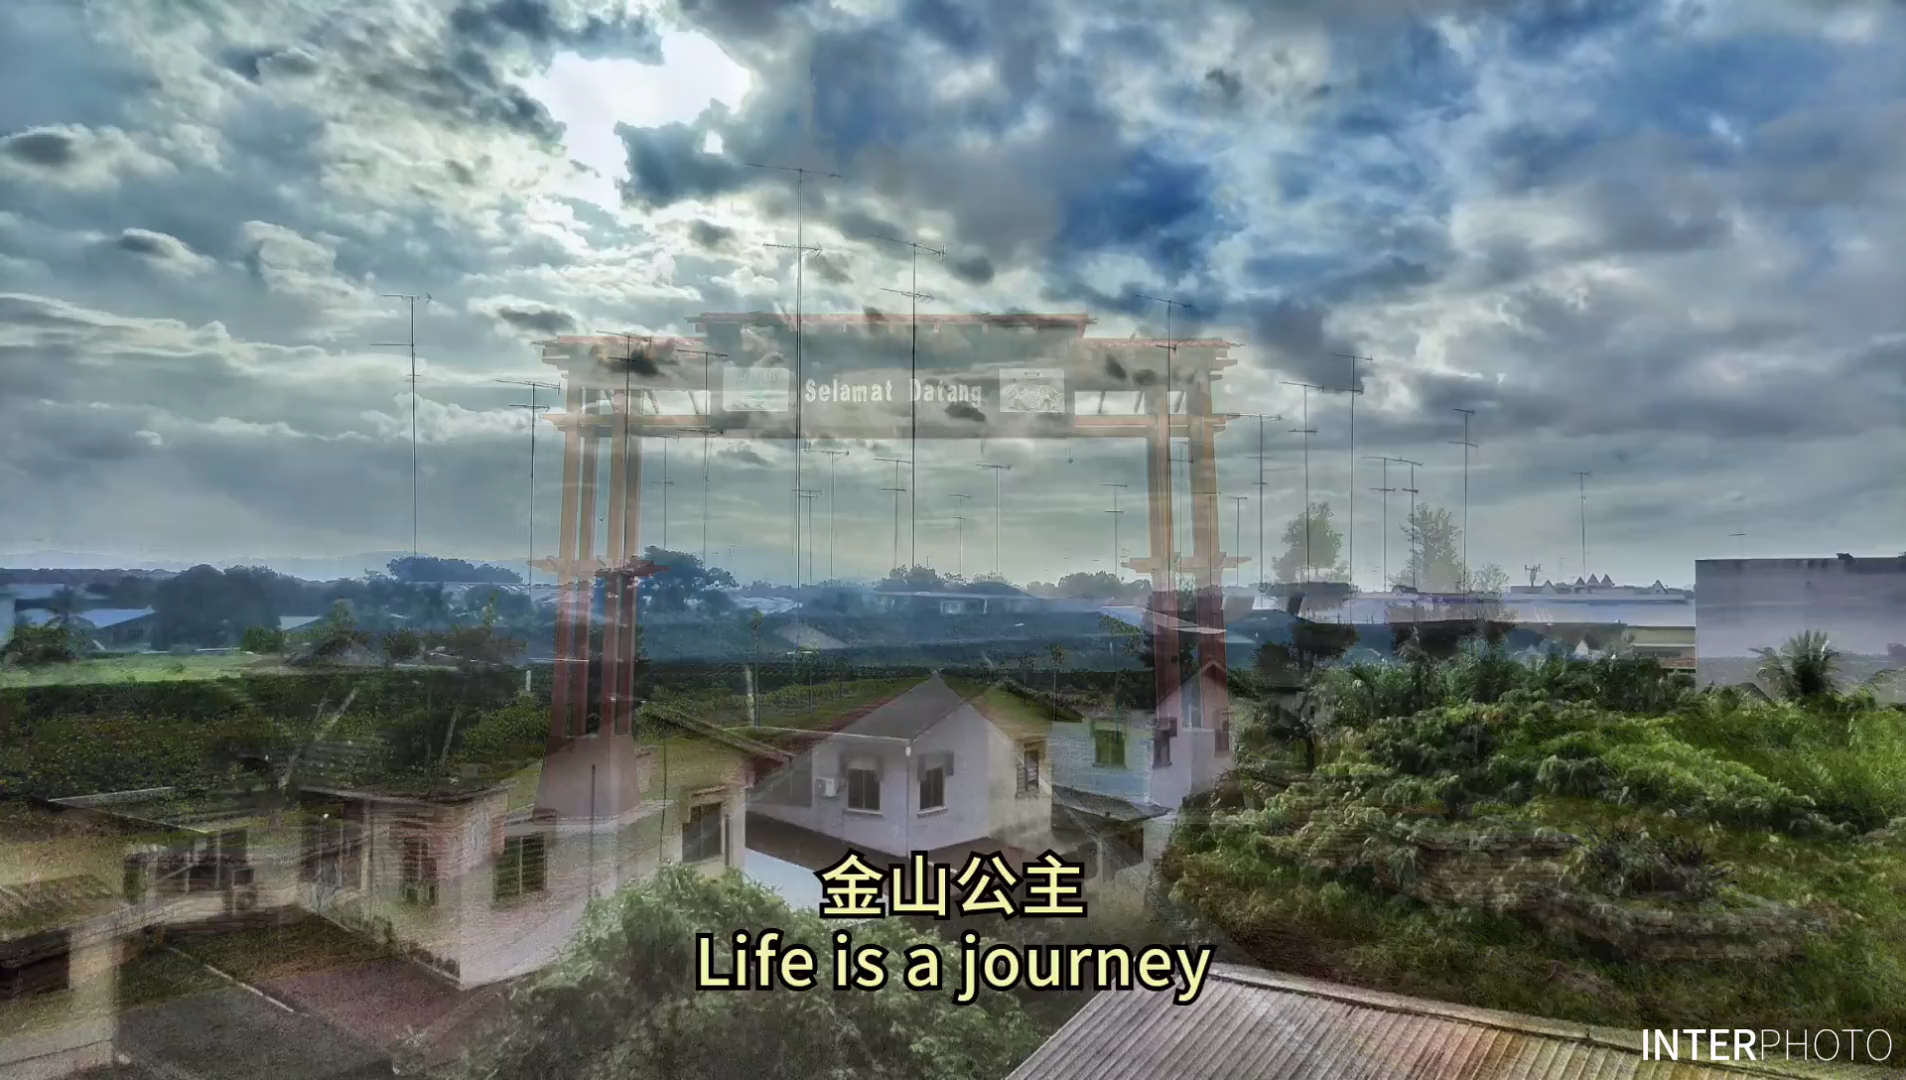 Selamat Datang
金山公主
Life is a journey
INTERPHOTO